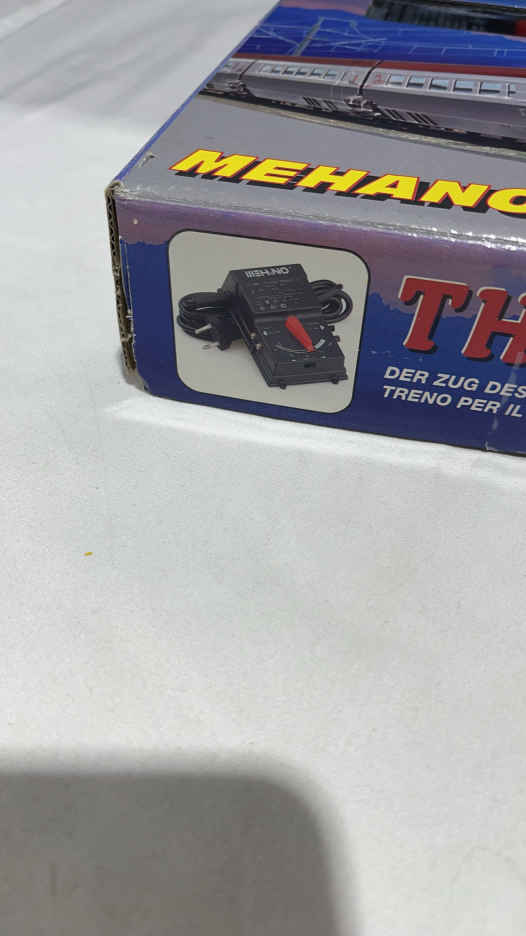 MEHANO
MEHANO
TH
DER ZUG DES
TRENO PER IL